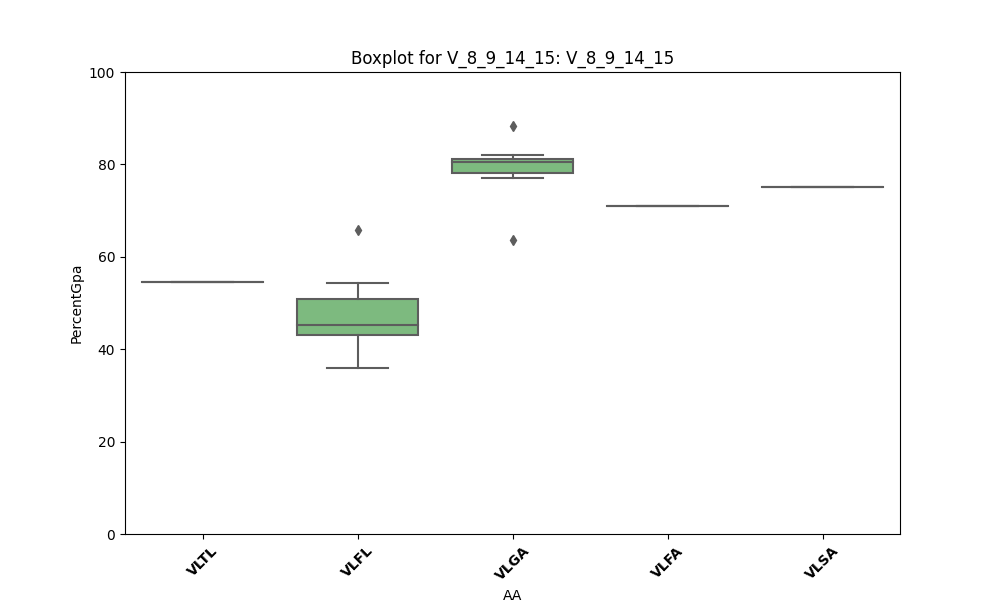 Boxplot for V_8_9_14_15: V_8_9_14_15
100
80
60
40
20
0
PercentGpa
VLTL
VLFL
VLGA
VLFA
VLSA
AA